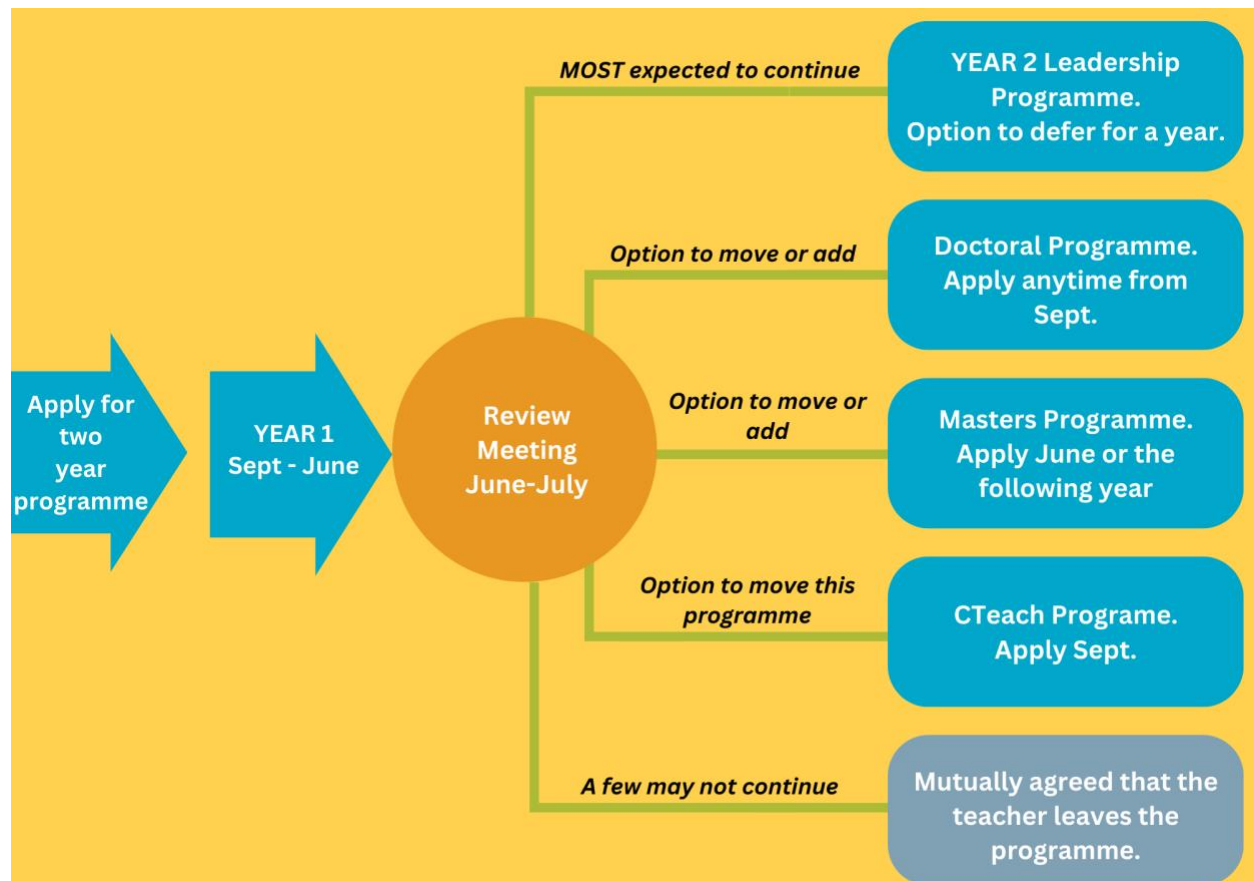 Apply for
two
year
programme
YEAR 1
Sept - June
Review
Meeting
June-July
MOST expected to continue
YEAR 2 Leadership
Programme.
Option to defer for a year.
Option to move or add
Doctoral Programme.
Apply anytime from
Sept.
Option to move or
add
Masters Programme.
Apply June or the
following year
Option to move this
programme
CTeach Programe.
Apply Sept.
A few may not continue
Mutually agreed that the
teacher leaves the
programme.